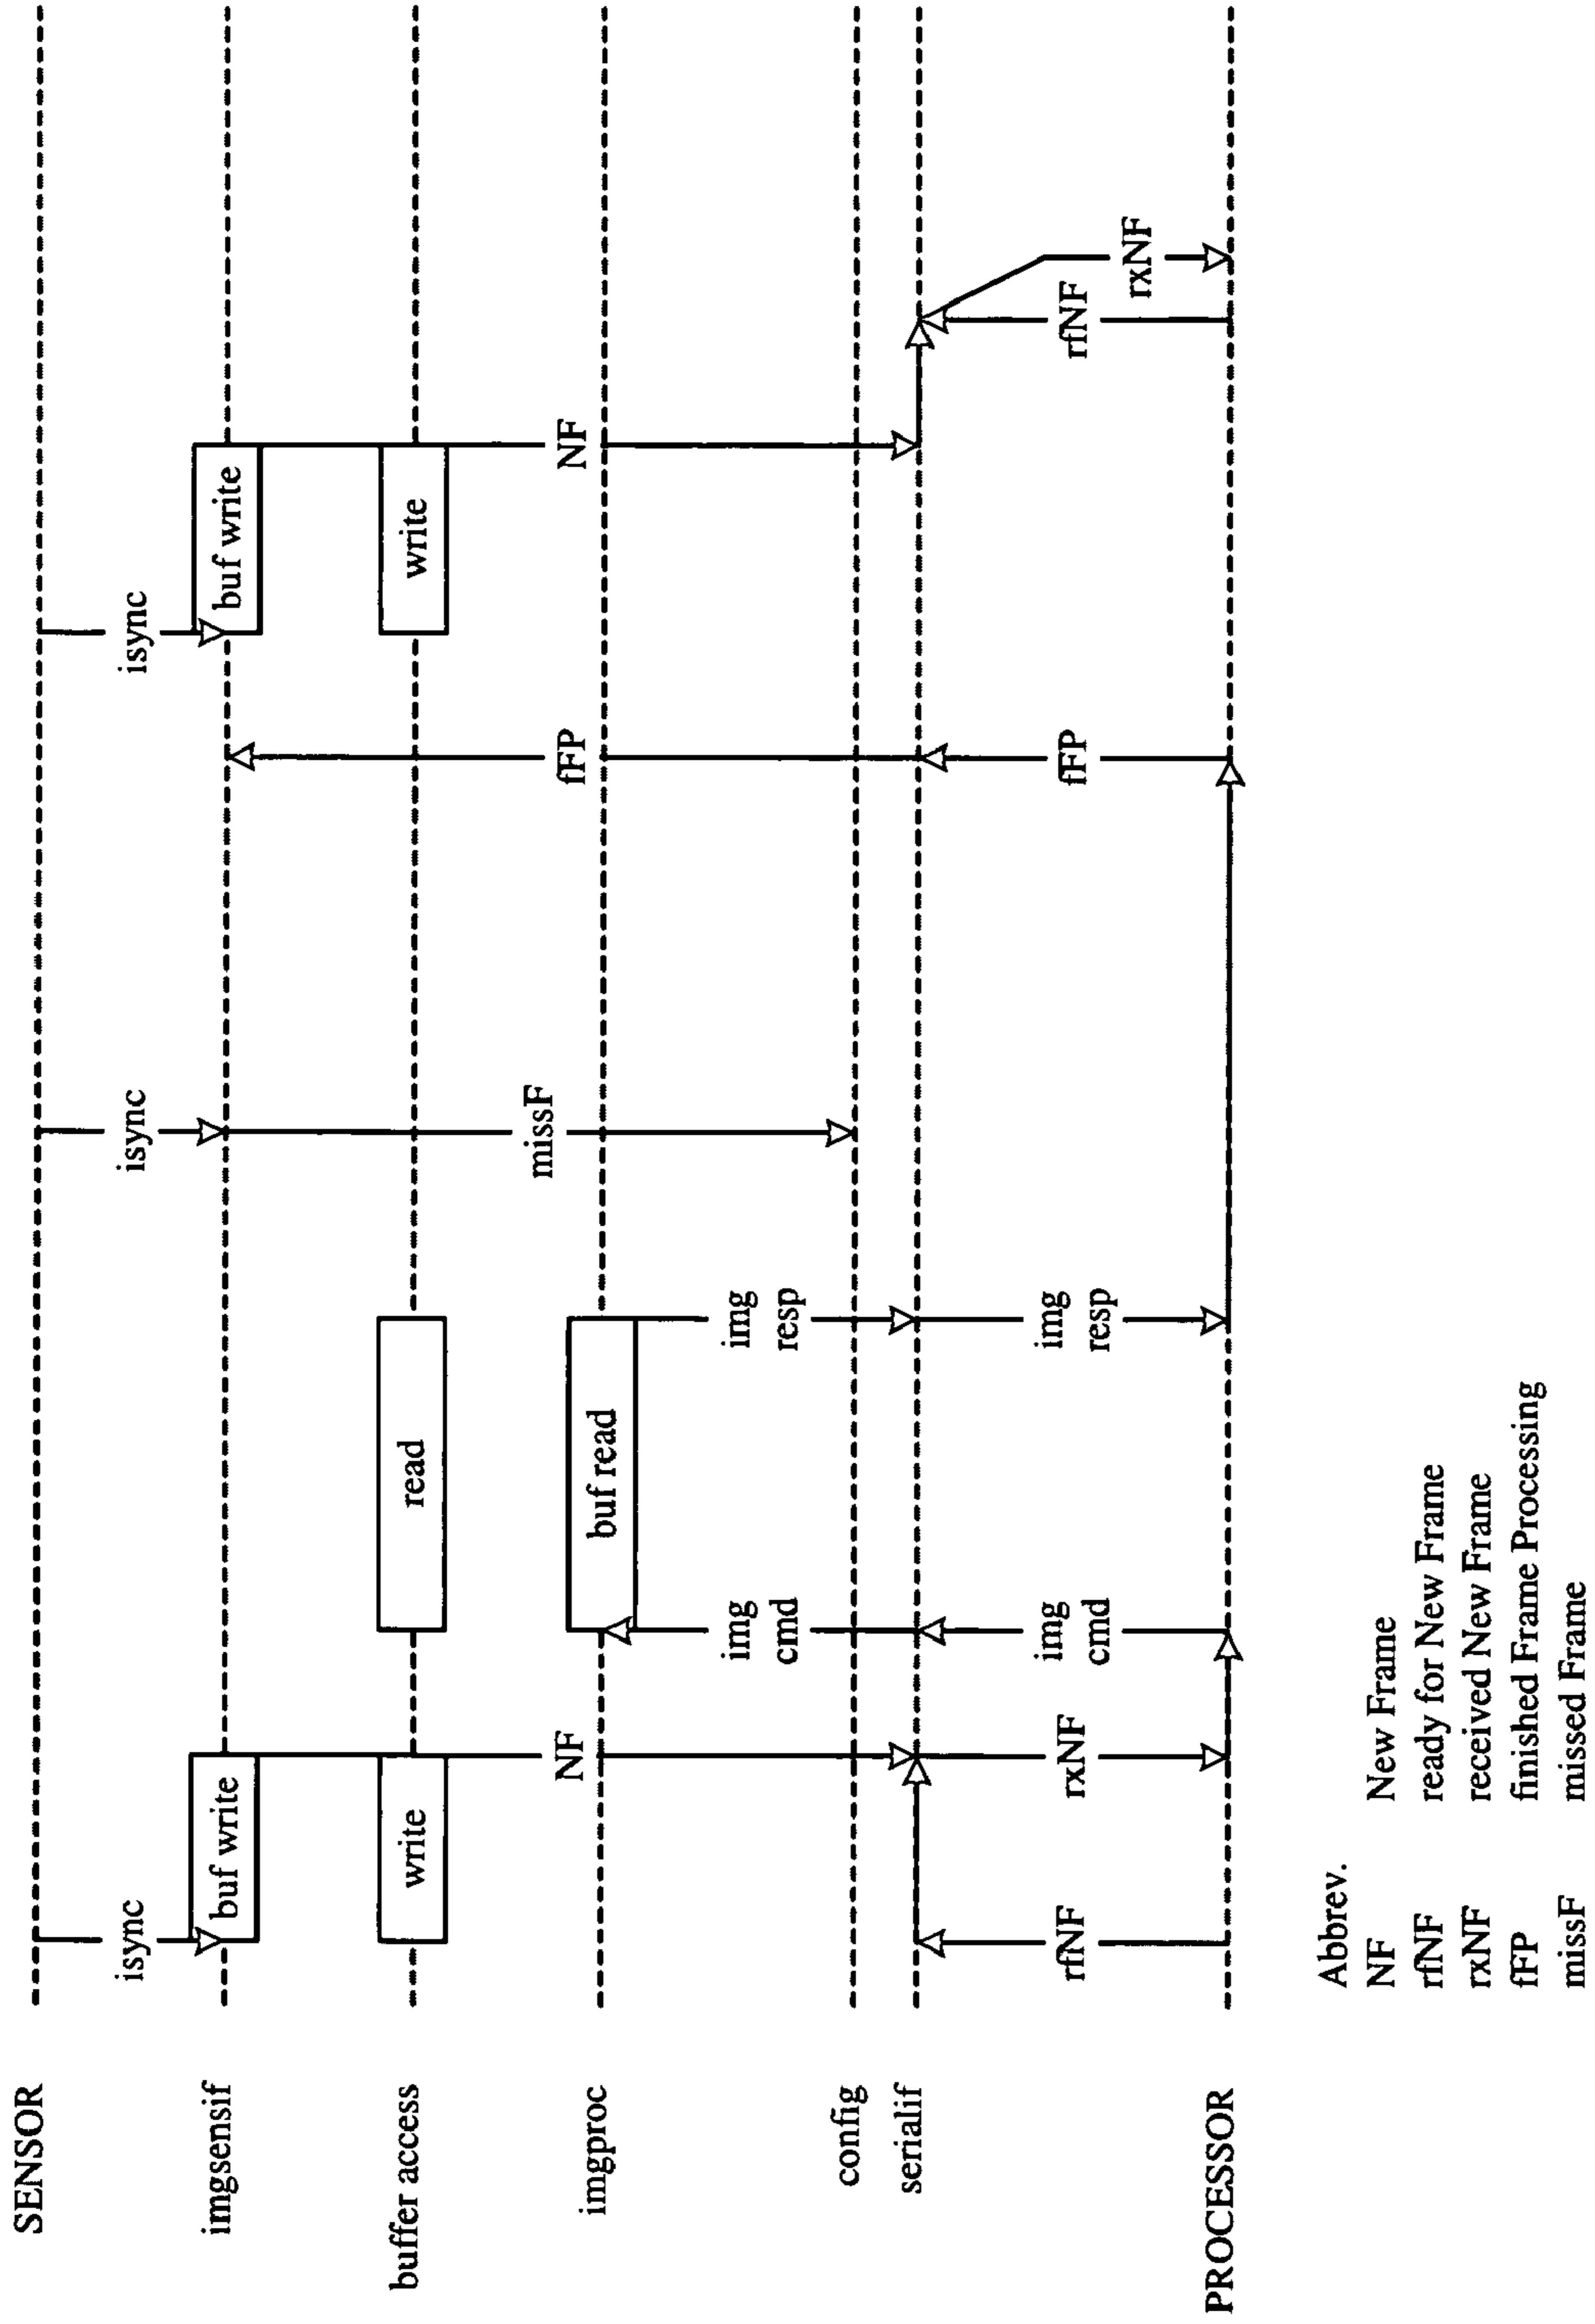 SENSOR
isync
isync
isync
imgsensif
buf write
buf write
buffer access
write
read
write
NF
missF
fFP
NF
imgproc
buf read
img
cmd
img
resp
config
serialif
rfNF
rxNF
img
cmd
img
resp
fFP
rfNF
rxNF
PROCESSOR
Abbrev.
NF New Frame
rfNF ready for New Frame
rxNF received New Frame
fFP finished Frame Processing
missF missed Frame